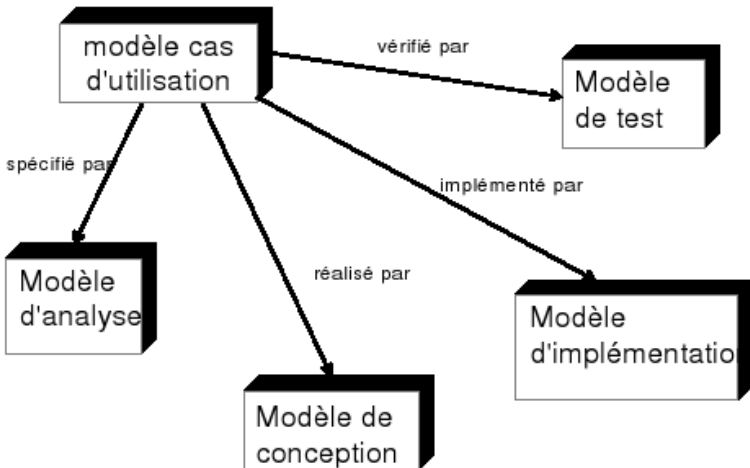 modèle cas
d'utilisation
vérifié par
Modèle
de test
spécifié par
implémenté par
Modèle
d'analyse
réalisé par
Modèle
d'implémentatio
Modèle de
conception